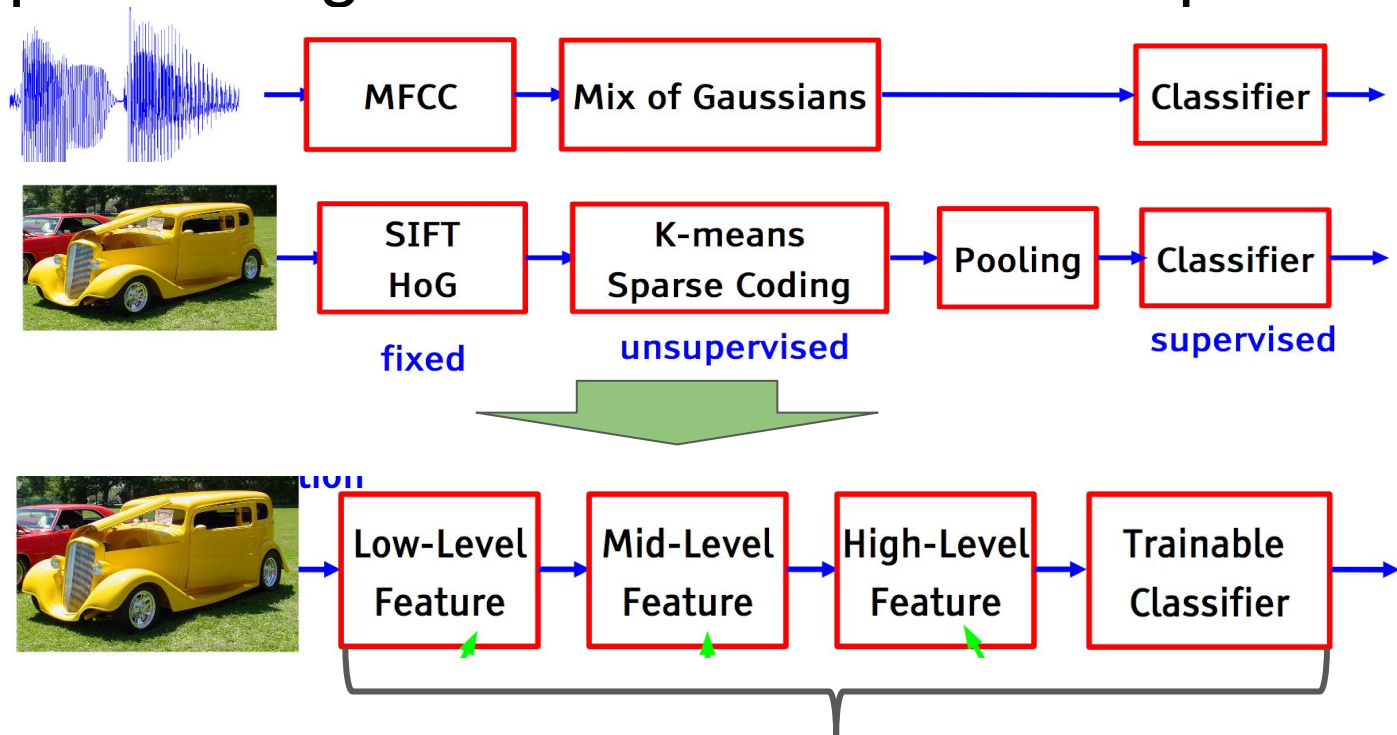 MFCC
Mix of Gaussians
Classifier
SIFT
HoG
K-means
Sparse Coding
Pooling
Classifier
fixed
unsupervised
supervised
Low-Level
Feature
Mid-Level
Feature
High-Level
Feature
Trainable
Classifier